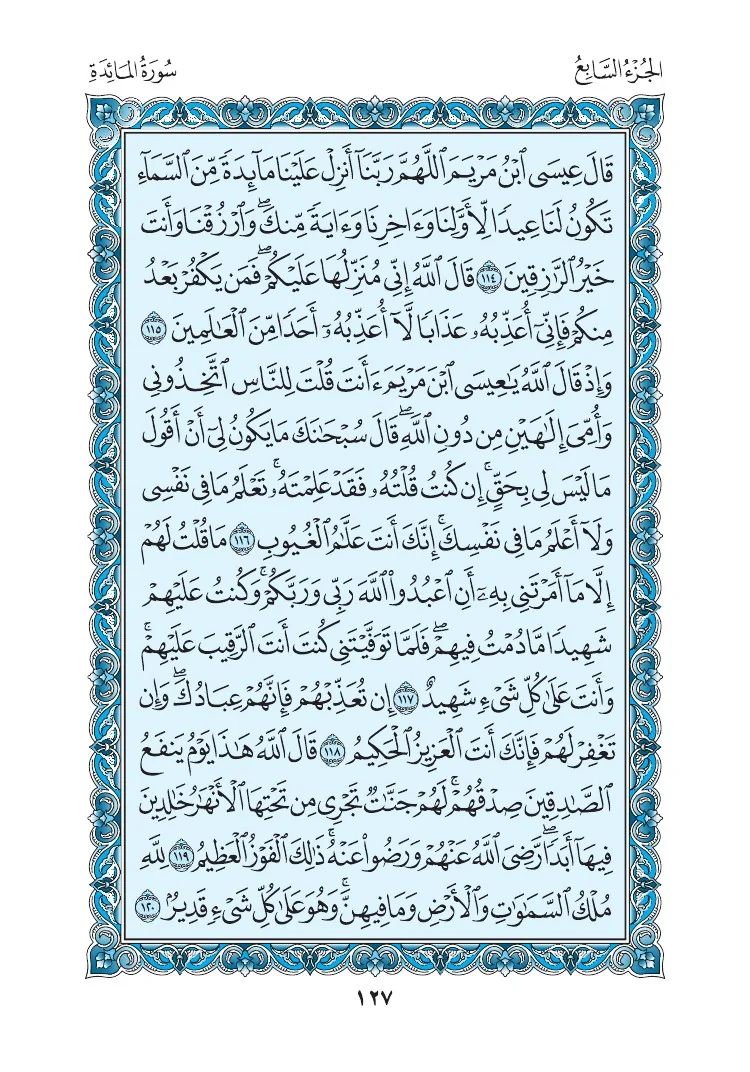 الجُزْءُ السَّابِعُ
سُورَةُ المَائِدَةِ
قَالَ عِيسَى ٱبۡنُ مَرۡيَمَ ٱللَّهُمَّ رَبَّنَآ أَنزِلۡ عَلَيۡنَا مَآئِدَةٗ مِّنَ ٱلسَّمَآءِ
تَكُونُ لَنَا عِيدٗا لِّأَوَّلِنَا وَءَاخِرِنَا وَءَايَةٗ مِّنكَۖ وَٱرۡزُقۡنَا وَأَنتَ
خَيۡرُ ٱلرَّٰزِقِينَ ١١٤ قَالَ ٱللَّهُ إِنِّي مُنَزِّلُهَا عَلَيۡكُمۡۖ فَمَن يَكۡفُرۡ بَعۡدُ
مِنكُمۡ فَإِنِّيٓ أُعَذِّبُهُۥ عَذَابٗا لَّآ أُعَذِّبُهُۥٓ أَحَدٗا مِّنَ ٱلۡعَٰلَمِينَ ١١٥
وَإِذۡ قَالَ ٱللَّهُ يَٰعِيسَى ٱبۡنَ مَرۡيَمَ ءَأَنتَ قُلۡتَ لِلنَّاسِ ٱتَّخِذُونِي
وَأُمِّيَ إِلَٰهَيۡنِ مِن دُونِ ٱللَّهِۖ قَالَ سُبۡحَٰنَكَ مَا يَكُونُ لِيٓ أَنۡ أَقُولَ
مَا لَيۡسَ لِي بِحَقٍّۚ إِن كُنتُ قُلۡتُهُۥ فَقَدۡ عَلِمۡتَهُۥۚ تَعۡلَمُ مَا فِي نَفۡسِي
وَلَآ أَعۡلَمُ مَا فِي نَفۡسِكَۚ إِنَّكَ أَنتَ عَلَّٰمُ ٱلۡغُيُوبِ ١١٦ مَا قُلۡتُ لَهُمۡ
إِلَّا مَآ أَمَرۡتَنِي بِهِۦٓ أَنِ ٱعۡبُدُواْ ٱللَّهَ رَبِّي وَرَبَّكُمۡۚ وَكُنتُ عَلَيۡهِمۡ
شَهِيدٗا مَّا دُمۡتُ فِيهِمۡۖ فَلَمَّا تَوَفَّيۡتَنِي كُنتَ أَنتَ ٱلرَّقِيبَ عَلَيۡهِمۡۚ
وَأَنتَ عَلَىٰ كُلِّ شَيۡءٖ شَهِيدٌ ١١٧ إِن تُعَذِّبۡهُمۡ فَإِنَّهُمۡ عِبَادُكَۖ وَإِن
تَغۡفِرۡ لَهُمۡ فَإِنَّكَ أَنتَ ٱلۡعَزِيزُ ٱلۡحَكِيمُ ١١٨ قَالَ ٱللَّهُ هَٰذَا يَوۡمُ يَنفَعُ
ٱلصَّٰدِقِينَ صِدۡقُهُمۡۚ لَهُمۡ جَنَّٰتٞ تَجۡرِي مِن تَحۡتِهَا ٱلۡأَنۡهَٰرُ خَٰلِدِينَ
فِيهَآ أَبَدٗاۖ رَّضِيَ ٱللَّهُ عَنۡهُمۡ وَرَضُواْ عَنۡهُۚ ذَٰلِكَ ٱلۡفَوۡزُ ٱلۡعَظِيمُ ١١٩ لِلَّهِ
مُلۡكُ ٱلسَّمَٰوَٰتِ وَٱلۡأَرۡضِ وَمَا فِيهِنَّۚ وَهُوَ عَلَىٰ كُلِّ شَيۡءٖ قَدِيرُۢ ١٢٠
١٢٧